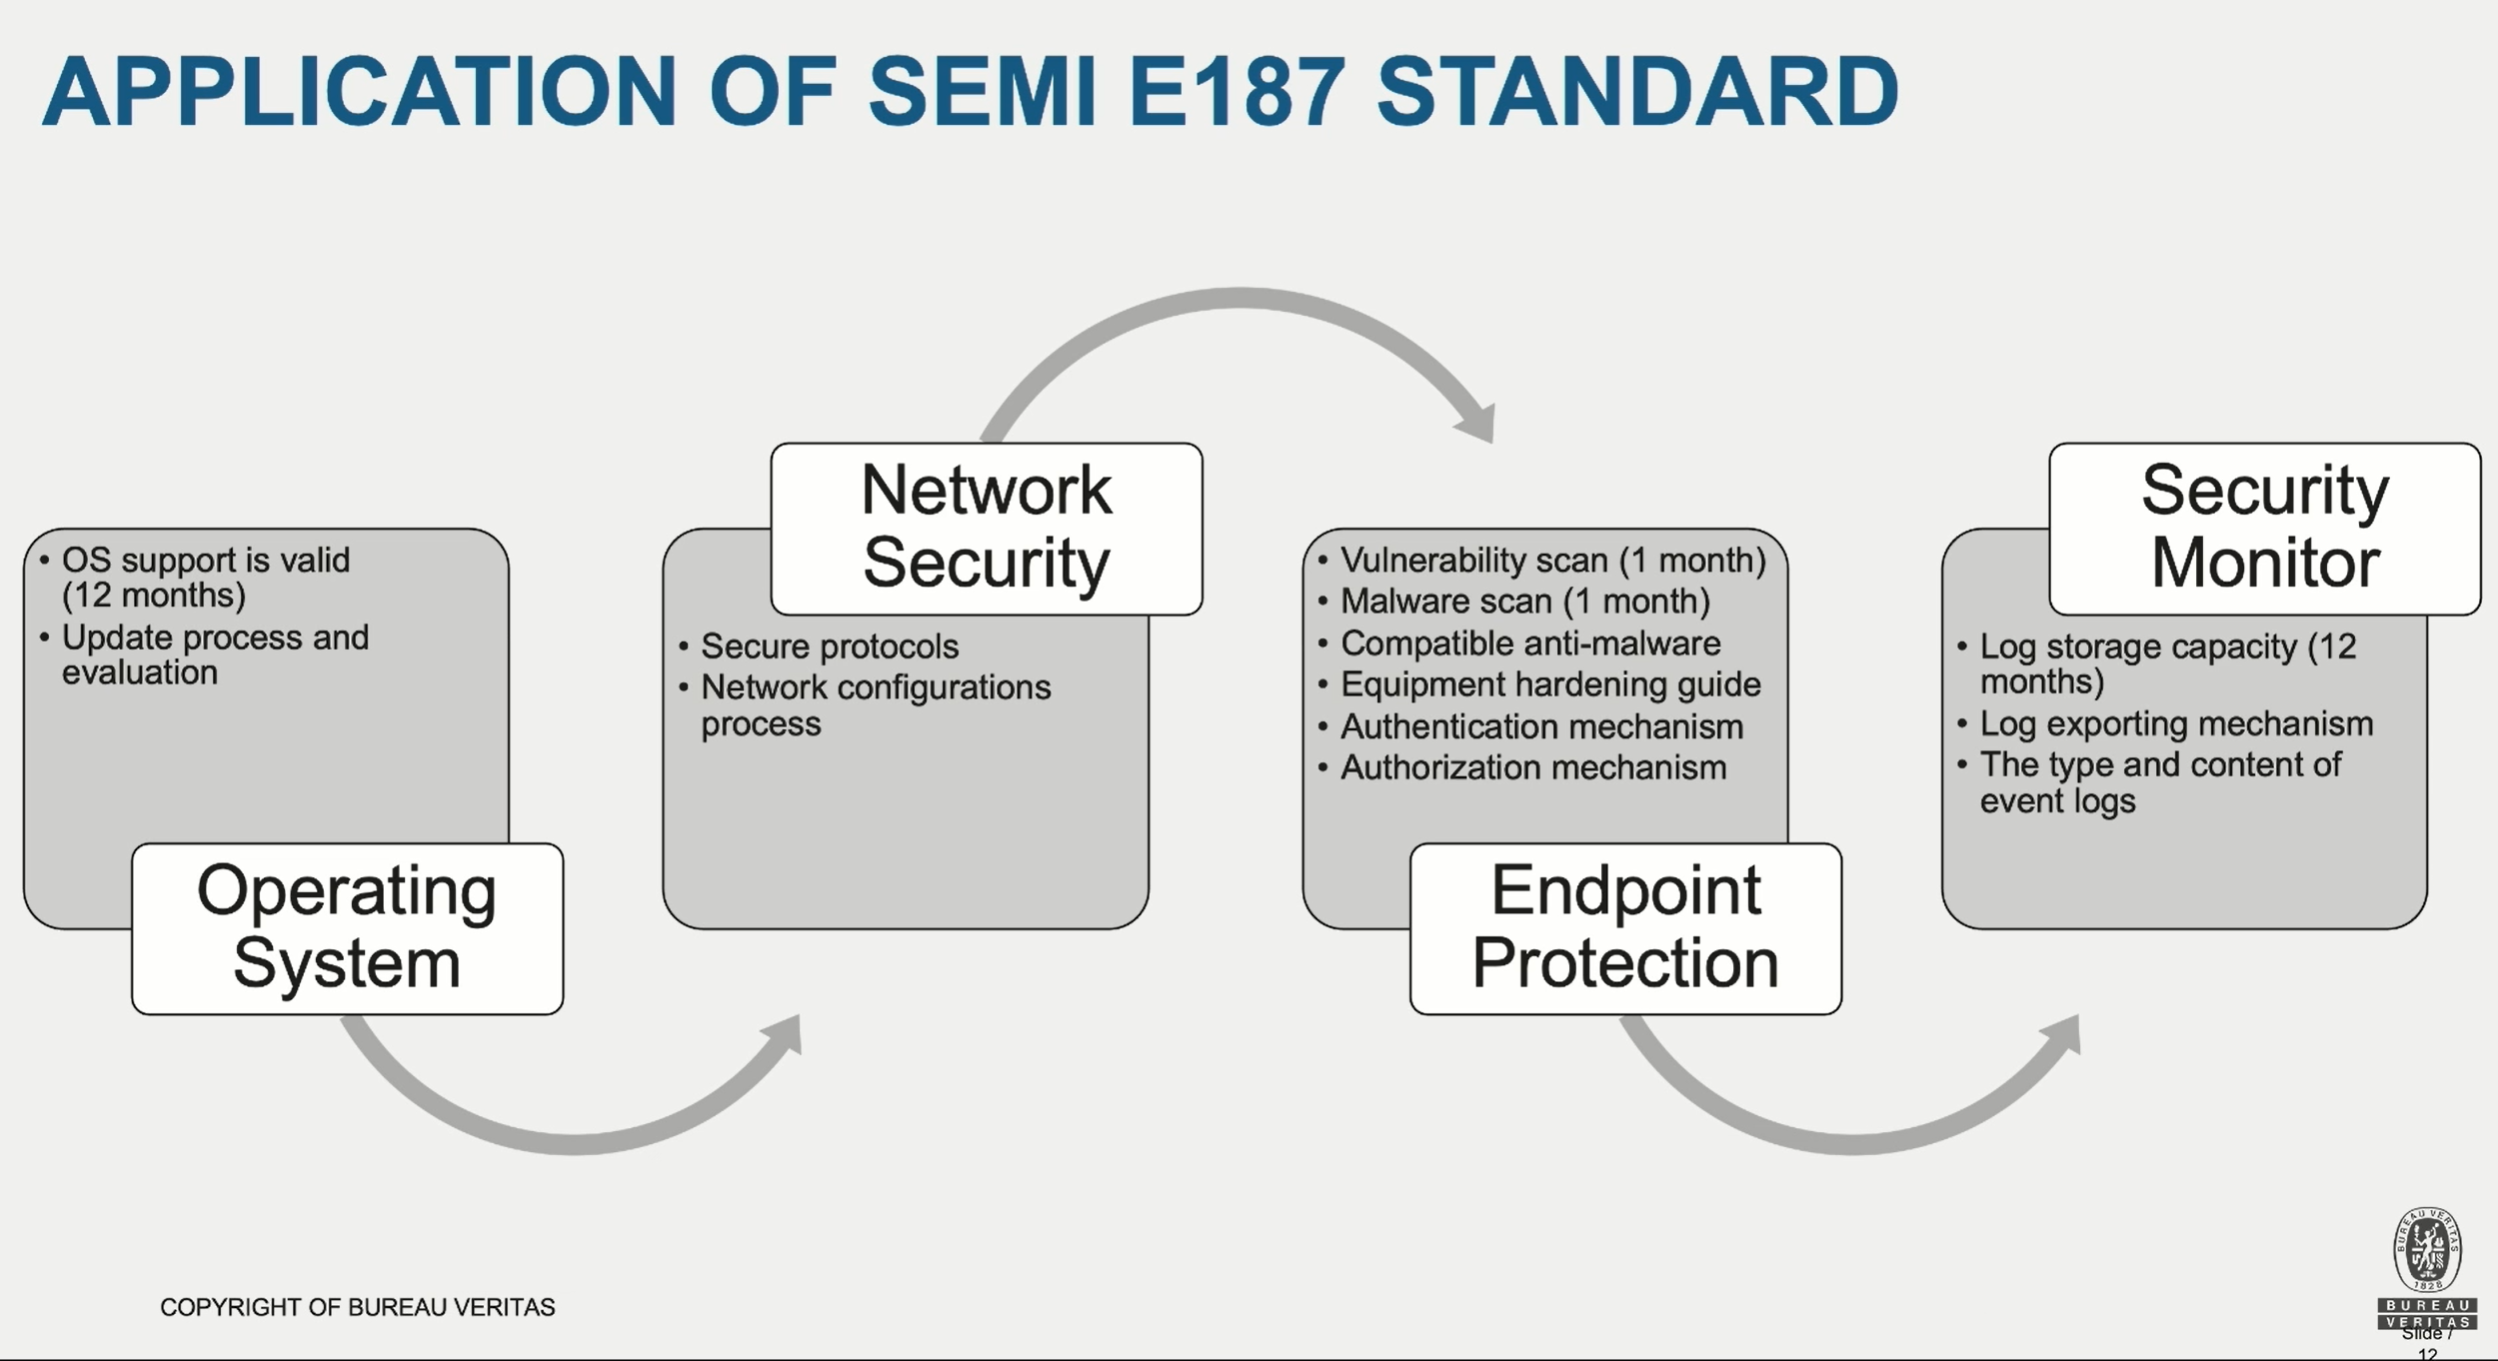 APPLICATION OF SEMI E187 STANDARD
• OS support is valid
(12 months)
• Update process and
evaluation
Operating
System
Network
Security
• Secure protocols
• Network configurations
process
• Vulnerability scan (1 month)
• Malware scan (1 month)
• Compatible anti-malware
• Equipment hardening guide
• Authentication mechanism
• Authorization mechanism
Endpoint
Protection
Security
Monitor
• Log storage capacity (12
months)
• Log exporting mechanism
• The type and content of
event logs
COPYRIGHT OF BUREAU VERITAS
BUREAU VERITAS
1828
BUREAU
VERITAS
Slide /
12